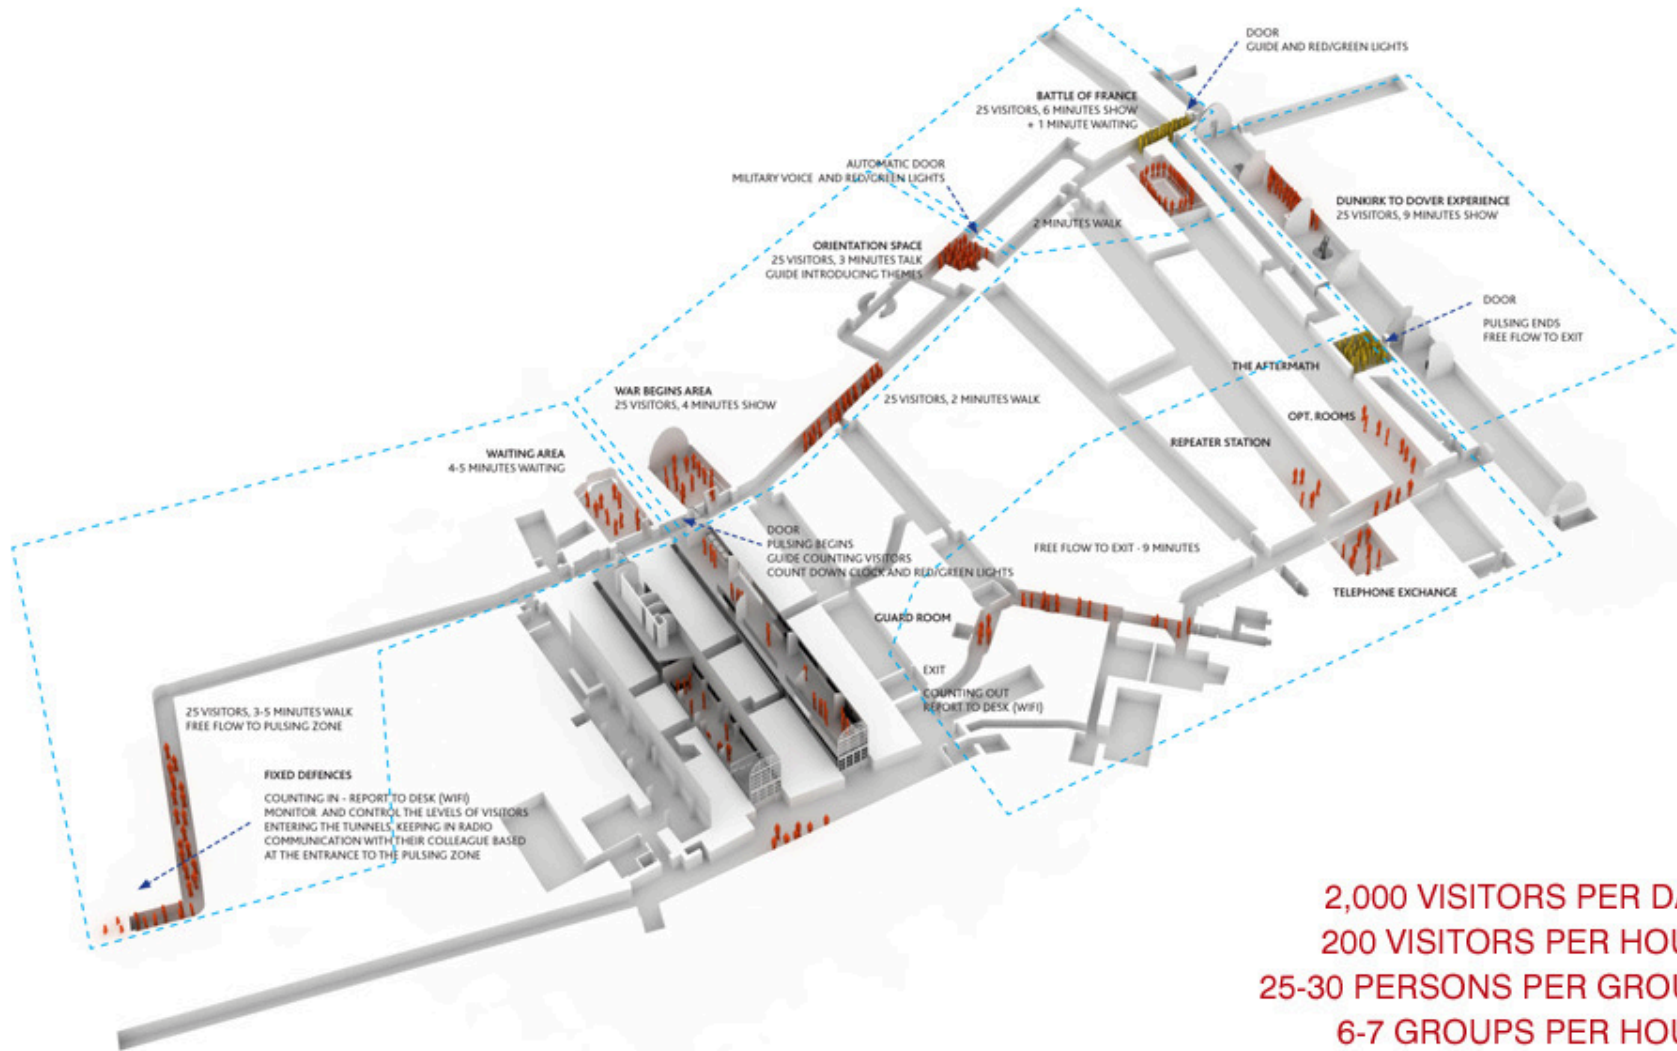 DOOR
GUIDE AND RED/GREEN LIGHTS
BATTLE OF FRANCE
25 VISITORS, 6 MINUTES SHOW
+ 1 MINUTE WAITING
AUTOMATIC DOOR
MILITARY VOICE AND RED/GREEN LIGHTS
DUNKIRK TO DOVER EXPERIENCE
25 VISITORS, 9 MINUTES SHOW
2 MINUTES WALK
ORIENTATION SPACE
25 VISITORS, 3 MINUTES TALK
GUIDE INTRODUCING THEMES
DOOR
PULSING ENDS
FREE FLOW TO EXIT
THE AFTERMATH
WAR BEGINS AREA
25 VISITORS, 4 MINUTES SHOW
25 VISITORS, 2 MINUTES WALK
OPT. ROOMS
REPEATER STATION
WAITING AREA
4-5 MINUTES WAITING
DOOR
PULSING BEGINS
GUIDE COUNTING VISITORS
COUNT DOWN CLOCK AND RED/GREEN LIGHTS
FREE FLOW TO EXIT - 9 MINUTES
TELEPHONE EXCHANGE
GUARD ROOM
EXIT
COUNTING OUT
REPORT TO DESK (WIFI)
25 VISITORS, 3-5 MINUTES WALK
FREE FLOW TO PULSING ZONE
FIXED DEFENCES
COUNTING IN - REPORT TO DESK (WIFI)
MONITOR AND CONTROL THE LEVELS OF VISITORS
ENTERING THE TUNNELS, KEEPING IN RADIO
COMMUNICATION WITH THEIR COLLEAGUE BASED
AT THE ENTRANCE TO THE PULSING ZONE
2,000 VISITORS PER DA
200 VISITORS PER HOU
25-30 PERSONS PER GROU
6-7 GROUPS PER HOU